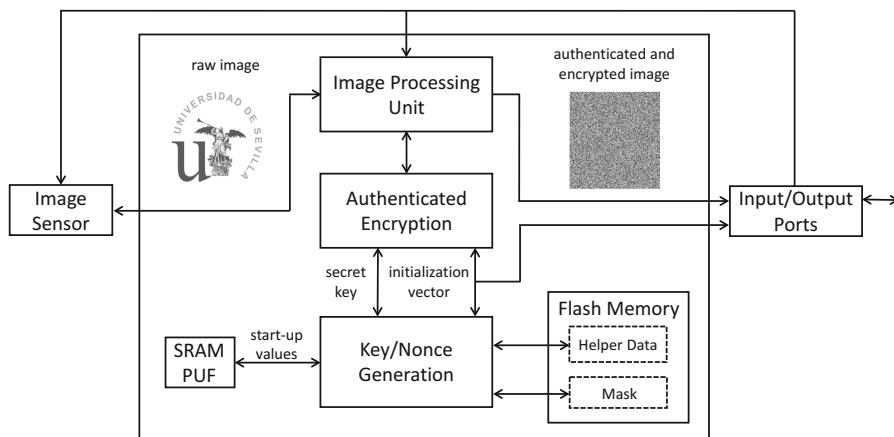 raw image
UNIVERSIDAD DE SEVILLA
u
Image Processing
Unit
authenticated and
encrypted image
Image
Sensor
Authenticated
Encryption
Input/Output
Ports
secret
key
initialization
vector
Flash Memory
Helper Data
Mask
start-up
values
SRAM
PUF
Key/Nonce
Generation